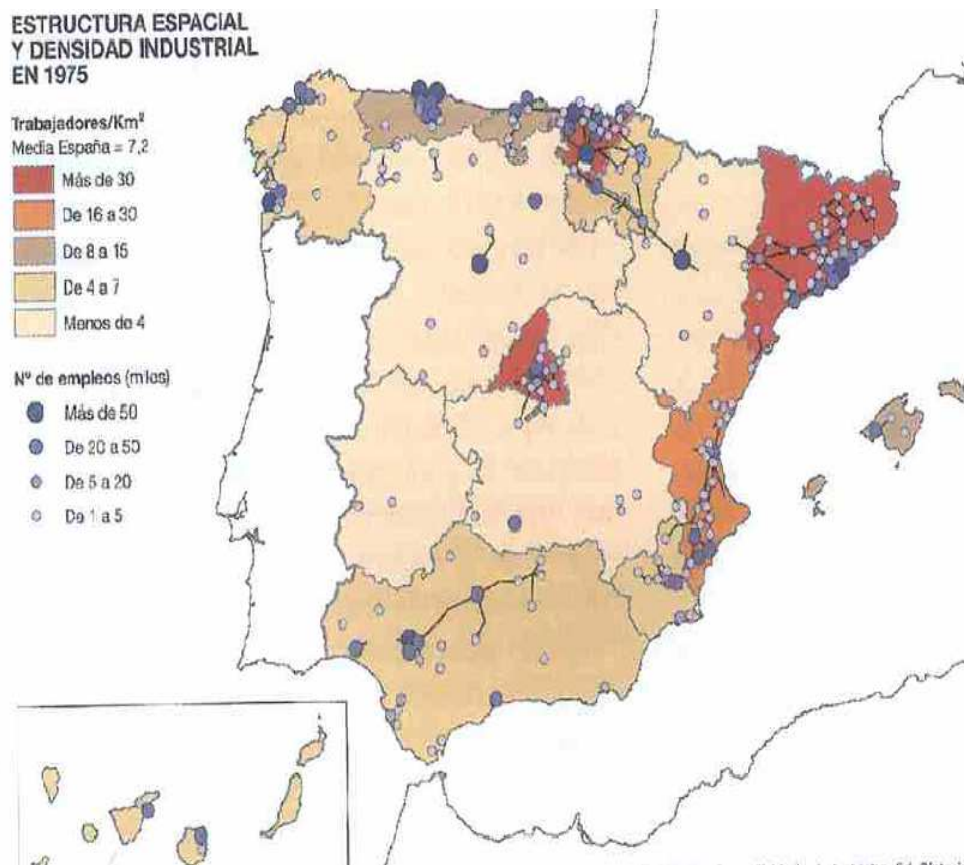 ESTRUCTURA ESPACIAL
Y DENSIDAD INDUSTRIAL
EN 1975
Trabajadores/Km²
Media España = 7,2
Más de 30
De 16 a 30
De 8 a 15
De 4 a 7
Menos de 4
Nº de empleos (miles)
Más de 50
De 20 a 50
De 5 a 20
De 1 a 5